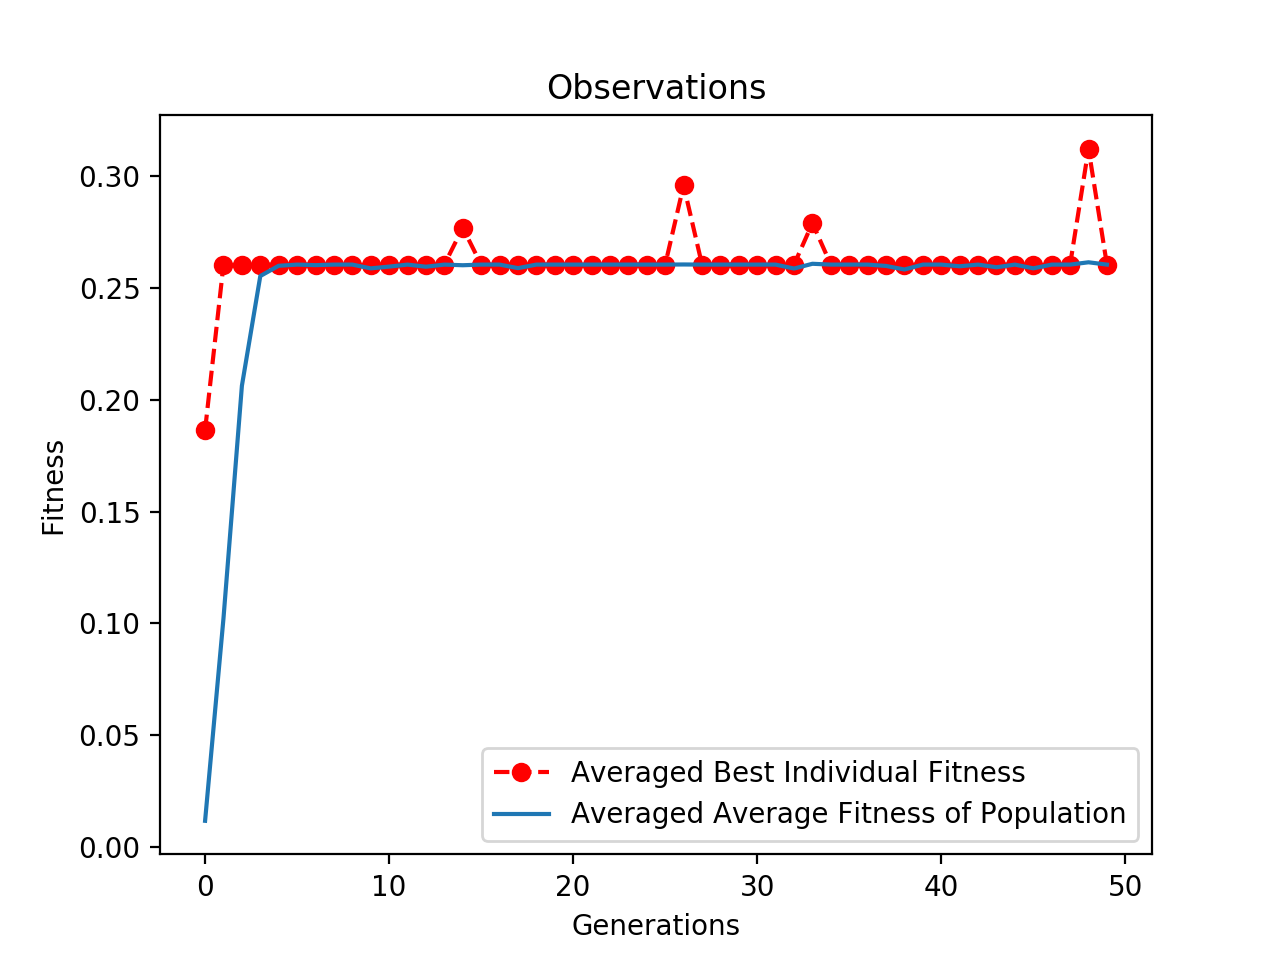 Observations
0.30
0.25
0.20
0.15
0.10
0.05
0.00
Fitness
Averaged Best Individual Fitness
Averaged Average Fitness of Population
0 10 20 30 40 50
Generations